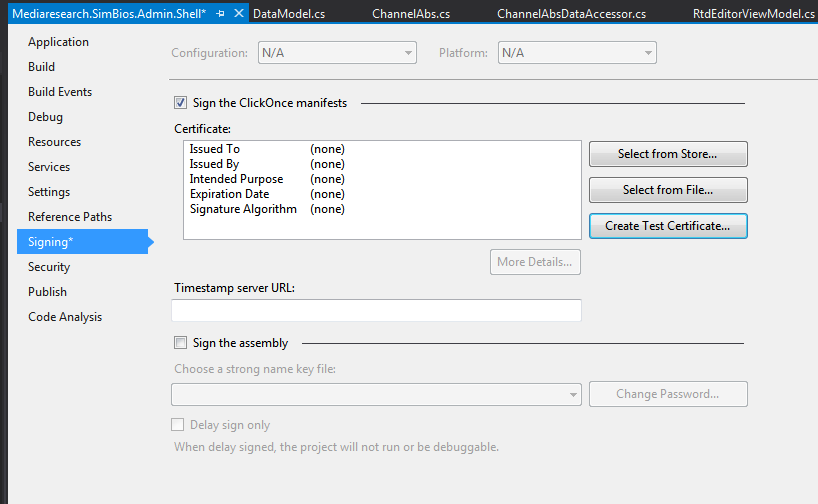 Mediaresearch.SimBios.Admin.Shell* DataModel.cs ChannelAbs.cs ChannelAbsDataAccessor.cs RtdEditorViewModel.cs
Application
Build
Build Events
Debug
Resources
Services
Settings
Reference Paths
Signing*
Security
Publish
Code Analysis
Configuration: N/A Platform: N/A
Sign the ClickOnce manifests
Certificate:
Issued To (none)
Issued By (none)
Intended Purpose (none)
Expiration Date (none)
Signature Algorithm (none)
Select from Store...
Select from File...
Create Test Certificate...
More Details...
Timestamp server URL:
Sign the assembly
Choose a strong name key file:
Change Password...
Delay sign only
When delay signed, the project will not run or be debuggable.